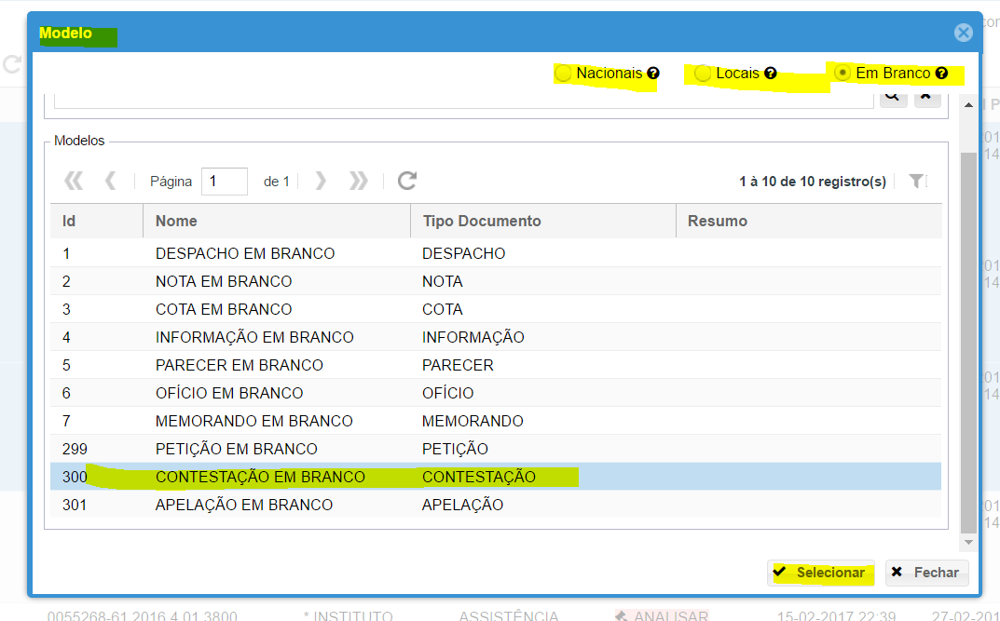 Modelo
Nacionais ? Locais ? Em Branco ?
Modelos
Página 1 de 1 1 à 10 de 10 registro(s)
Id Nome Tipo Documento Resumo
1 DESPACHO EM BRANCO DESPACHO
2 NOTA EM BRANCO NOTA
3 COTA EM BRANCO COTA
4 INFORMAÇÃO EM BRANCO INFORMAÇÃO
5 PARECER EM BRANCO PARECER
6 OFÍCIO EM BRANCO OFÍCIO
7 MEMORANDO EM BRANCO MEMORANDO
299 PETIÇÃO EM BRANCO PETIÇÃO
300 CONTESTAÇÃO EM BRANCO CONTESTAÇÃO
301 APELAÇÃO EM BRANCO APELAÇÃO
Selecionar Fechar
0055268-61.2016.4.01.3800 * INSTITUTO ASSISTÊNCIA ANALISAR 15-02-2017 22:39 27-02-201